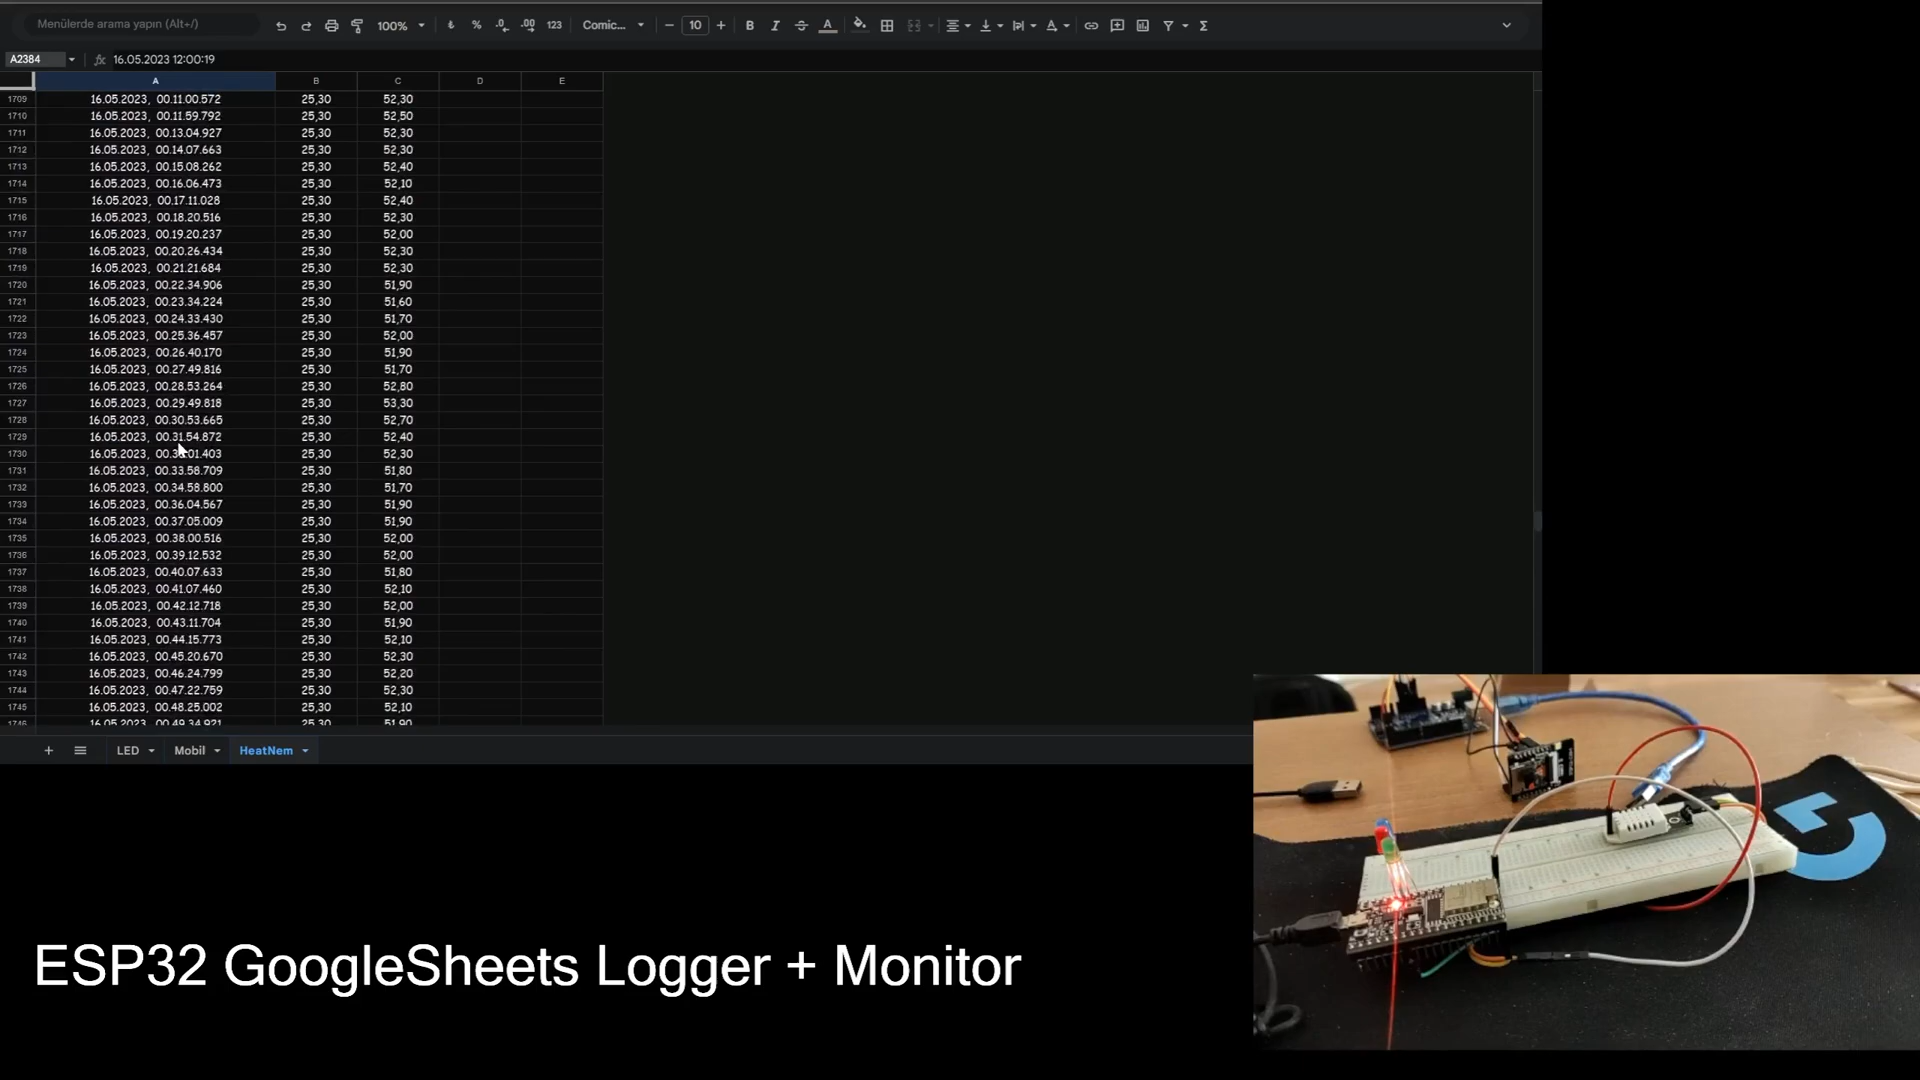 Menülerde arama yapın (Alt+/)
100%
%
.0
.00
123
Comic...
10
B
I
S
A
Σ
A2384
fx
16.05.2023 12:00:19
A B C D E
1709 16.05.2023, 00.11.00.572 25,30 52,30
1710 16.05.2023, 00.11.59.792 25,30 52,50
1711 16.05.2023, 00.13.04.927 25,30 52,30
1712 16.05.2023, 00.14.07.663 25,30 52,30
1713 16.05.2023, 00.15.08.262 25,30 52,40
1714 16.05.2023, 00.16.06.473 25,30 52,10
1715 16.05.2023, 00.17.11.028 25,30 52,40
1716 16.05.2023, 00.18.20.516 25,30 52,30
1717 16.05.2023, 00.19.20.237 25,30 52,00
1718 16.05.2023, 00.20.26.434 25,30 52,30
1719 16.05.2023, 00.21.21.684 25,30 52,30
1720 16.05.2023, 00.22.34.906 25,30 51,90
1721 16.05.2023, 00.23.34.224 25,30 51,60
1722 16.05.2023, 00.24.33.430 25,30 51,70
1723 16.05.2023, 00.25.36.457 25,30 52,00
1724 16.05.2023, 00.26.40.170 25,30 51,90
1725 16.05.2023, 00.27.49.816 25,30 51,70
1726 16.05.2023, 00.28.53.264 25,30 52,80
1727 16.05.2023, 00.29.49.818 25,30 53,30
1728 16.05.2023, 00.30.53.665 25,30 52,70
1729 16.05.2023, 00.31.54.872 25,30 52,40
1730 16.05.2023, 25,30 52,30
1731 16.05.2023, 00.33.58.709 25,30 51,80
1732 16.05.2023, 00.34.58.800 25,30 51,70
1733 16.05.2023, 00.36.04.567 25,30 51,90
1734 16.05.2023, 00.37.05.009 25,30 51,90
1735 16.05.2023, 00.38.00.516 25,30 52,00
1736 16.05.2023, 00.39.12.532 25,30 52,00
1737 16.05.2023, 00.40.07.633 25,30 51,80
1738 16.05.2023, 00.41.07.460 25,30 52,10
1739 16.05.2023, 00.42.12.718 25,30 52,00
1740 16.05.2023, 00.43.11.704 25,30 51,90
1741 16.05.2023, 00.44.15.773 25,30 52,10
1742 16.05.2023, 00.45.20.670 25,30 52,30
1743 16.05.2023, 00.46.24.799 25,30 52,20
1744 16.05.2023, 00.47.22.759 25,30 52,30
1745 16.05.2023, 00.48.25.002 25,30 52,10
1746 16.05.2023, 00.49.34.921 25,30 51,90
LED Mobil HeatNem
ESP32 GoogleSheets Logger + Monitor